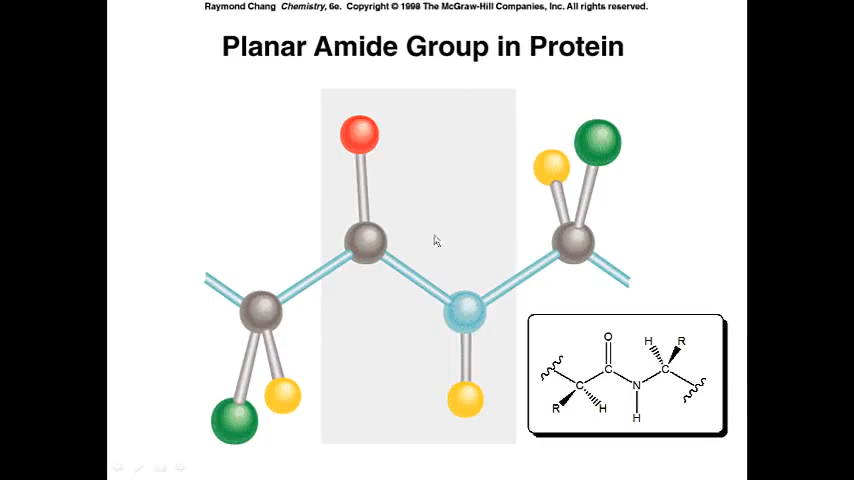 Raymond Chang Chemistry, 6e. Copyright © 1998 The McGraw-Hill Companies, Inc. All rights reserved.
Planar Amide Group in Protein
O
H R
C C
C N
R H H